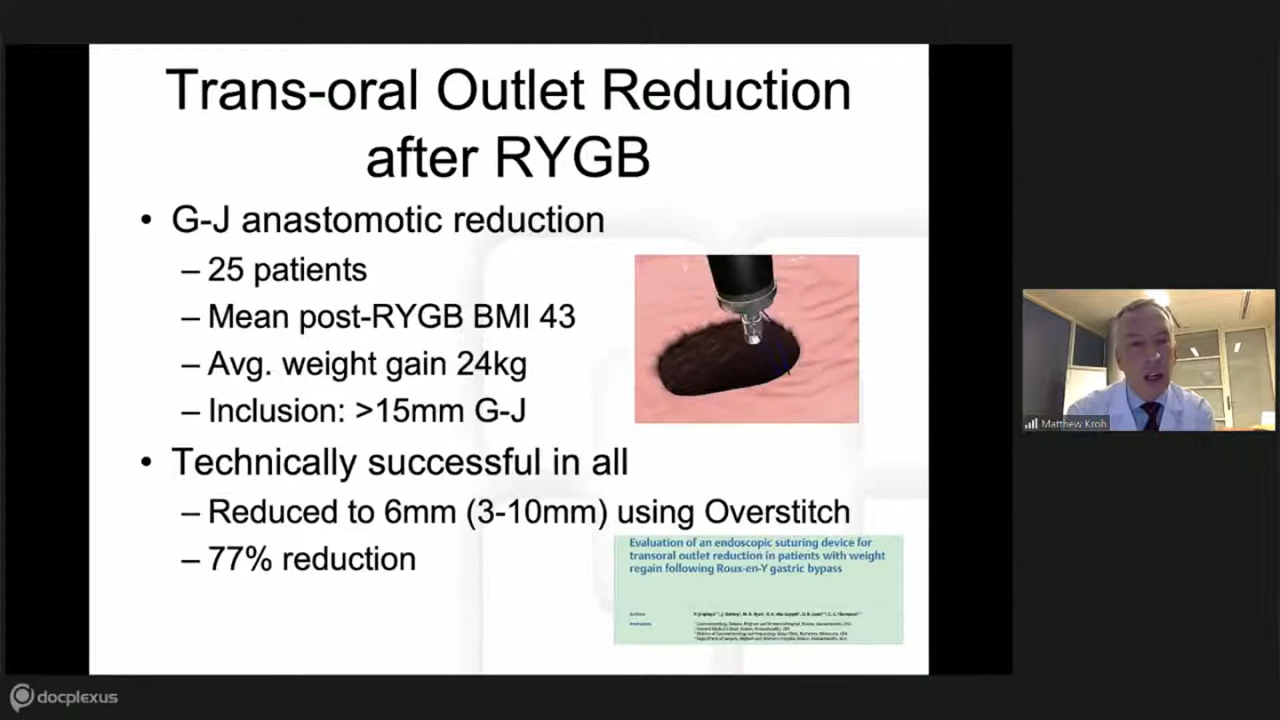 Trans-oral Outlet Reduction
after RYGB
• G-J anastomotic reduction
– 25 patients
– Mean post-RYGB BMI 43
– Avg. weight gain 24kg
– Inclusion: >15mm G-J
• Technically successful in all
– Reduced to 6mm (3-10mm) using Overstitch
– 77% reduction
Evaluation of an endoscopic suturing device for
transoral outlet reduction in patients with weight
regain following Roux-en-Y gastric bypass
Authors
Institutions
Matthew Kroh
docplexus